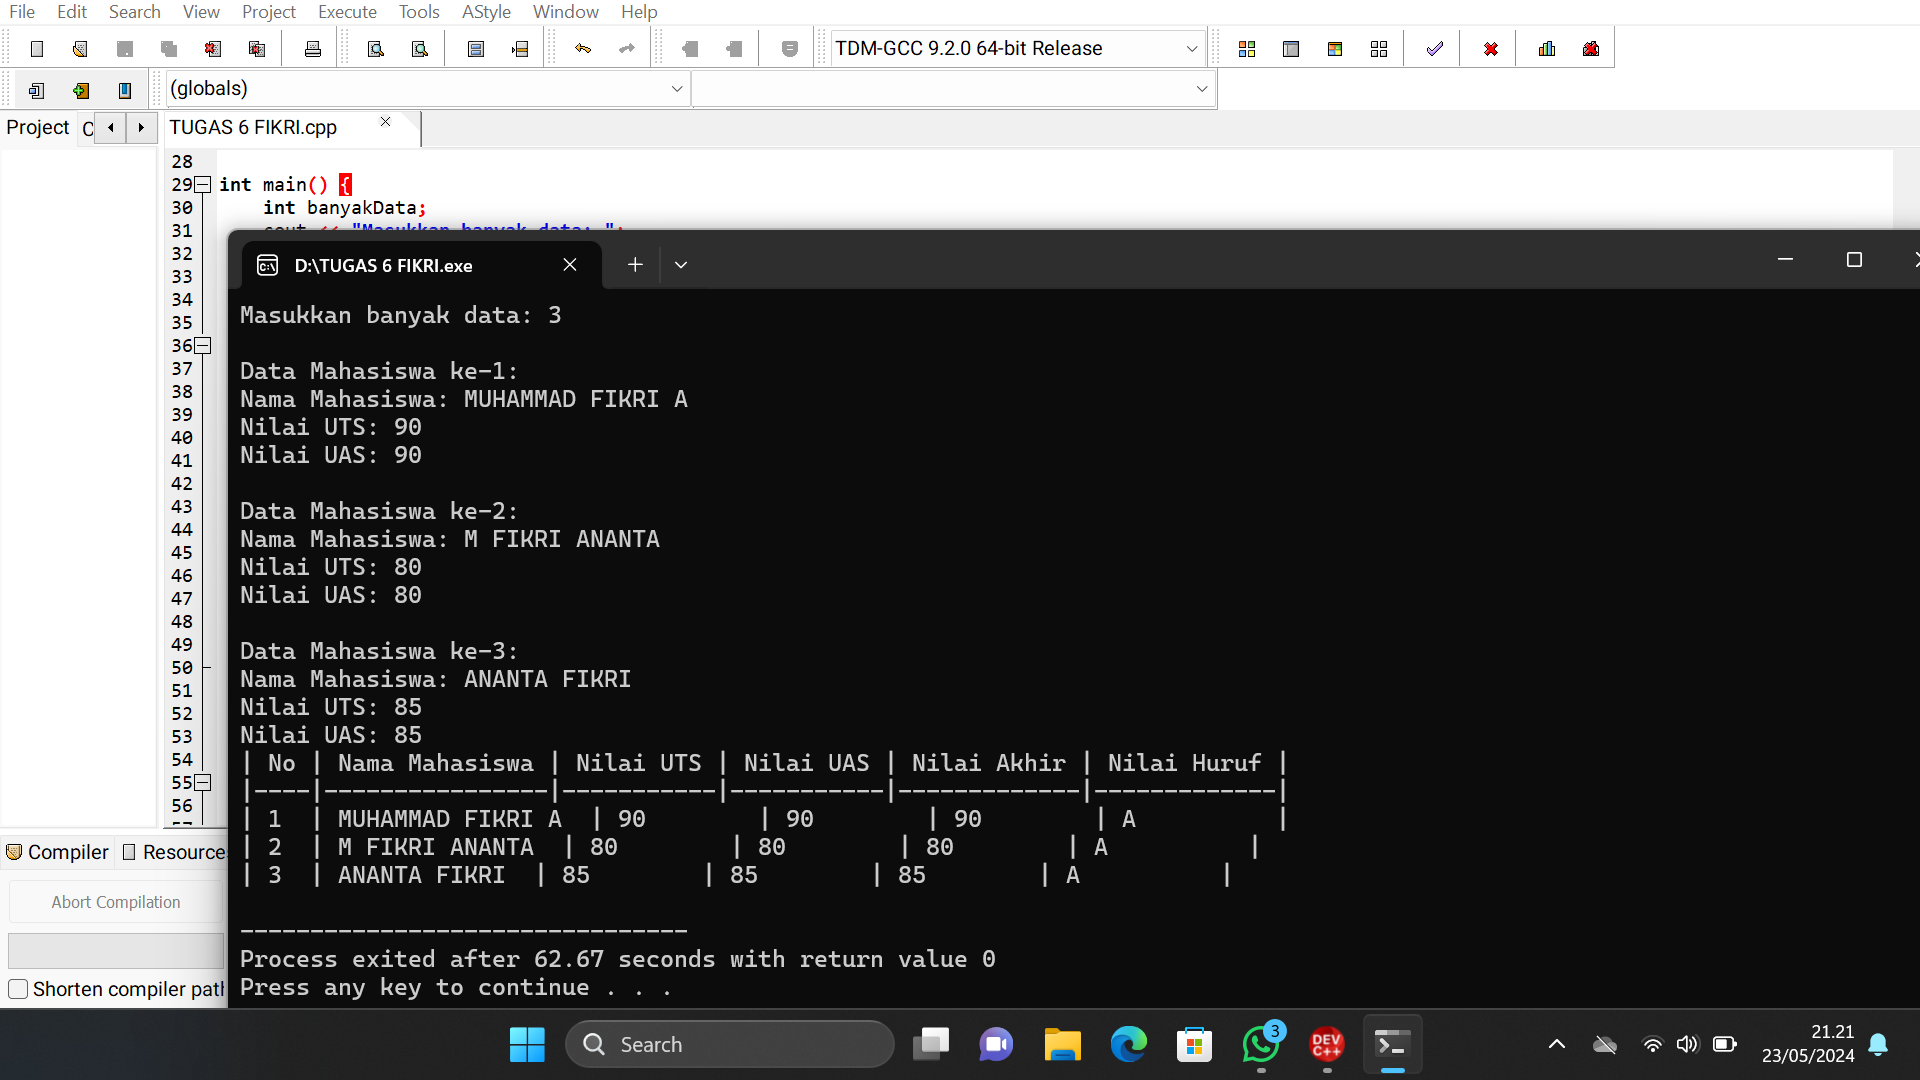 File Edit Search View Project Execute Tools AStyle Window Help
TDM-GCC 9.2.0 64-bit Release
(globals)
Project
TUGAS 6 FIKRI.cpp
28
29 int main() {
30 int banyakData;
31 cout << "Masukkan banyak data: ";
32
33
34
35
36
37
38
39
40
41
42
43
44
45
46
47
48
49
50
51
52
53
54
55
56
D:\TUGAS 6 FIKRI.exe
Masukkan banyak data: 3
Data Mahasiswa ke-1:
Nama Mahasiswa: MUHAMMAD FIKRI A
Nilai UTS: 90
Nilai UAS: 90
Data Mahasiswa ke-2:
Nama Mahasiswa: M FIKRI ANANTA
Nilai UTS: 80
Nilai UAS: 80
Data Mahasiswa ke-3:
Nama Mahasiswa: ANANTA FIKRI
Nilai UTS: 85
Nilai UAS: 85
| No | Nama Mahasiswa | Nilai UTS | Nilai UAS | Nilai Akhir | Nilai Huruf |
|----|----------------|-----------|-----------|-------------|-------------|
| 1 | MUHAMMAD FIKRI A | 90 | 90 | 90 | A |
| 2 | M FIKRI ANANTA | 80 | 80 | 80 | A |
| 3 | ANANTA FIKRI | 85 | 85 | 85 | A |
--------------------------------
Process exited after 62.67 seconds with return value 0
Press any key to continue . . .
Compiler Resource
Abort Compilation
Shorten compiler path
Search
3
DEV C++
21.21
23/05/2024